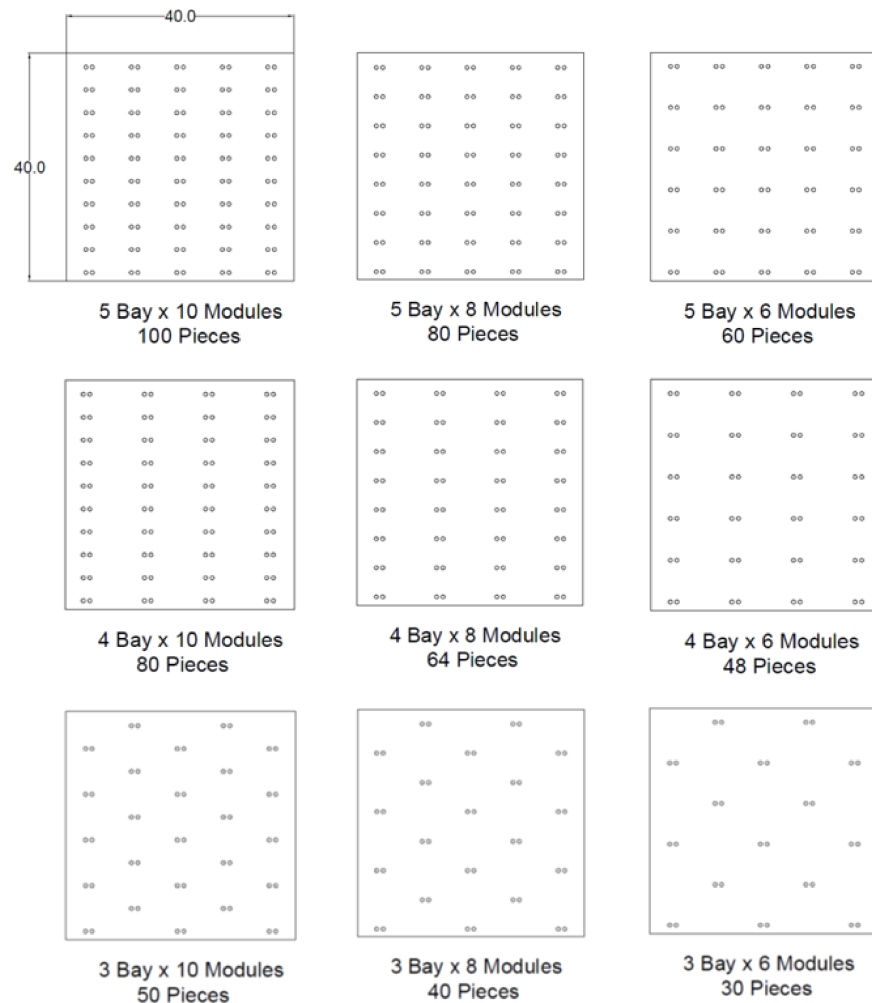 40.0
40.0
5 Bay x 10 Modules
100 Pieces
5 Bay x 8 Modules
80 Pieces
5 Bay x 6 Modules
60 Pieces
4 Bay x 10 Modules
80 Pieces
4 Bay x 8 Modules
64 Pieces
4 Bay x 6 Modules
48 Pieces
3 Bay x 10 Modules
50 Pieces
3 Bay x 8 Modules
40 Pieces
3 Bay x 6 Modules
30 Pieces